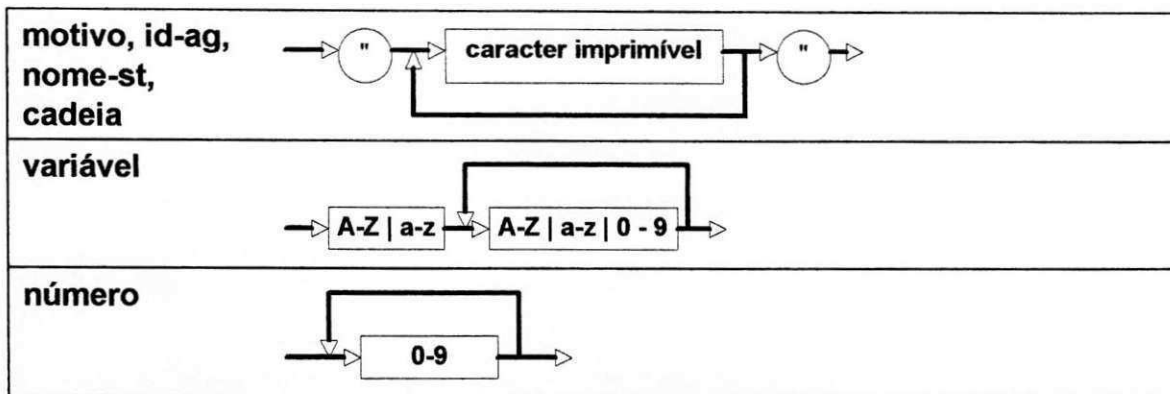 motivo, id-ag,
nome-st,
cadeia
" caracter imprimível "
variável
A-Z | a-z A-Z | a-z | 0 - 9
número
0-9